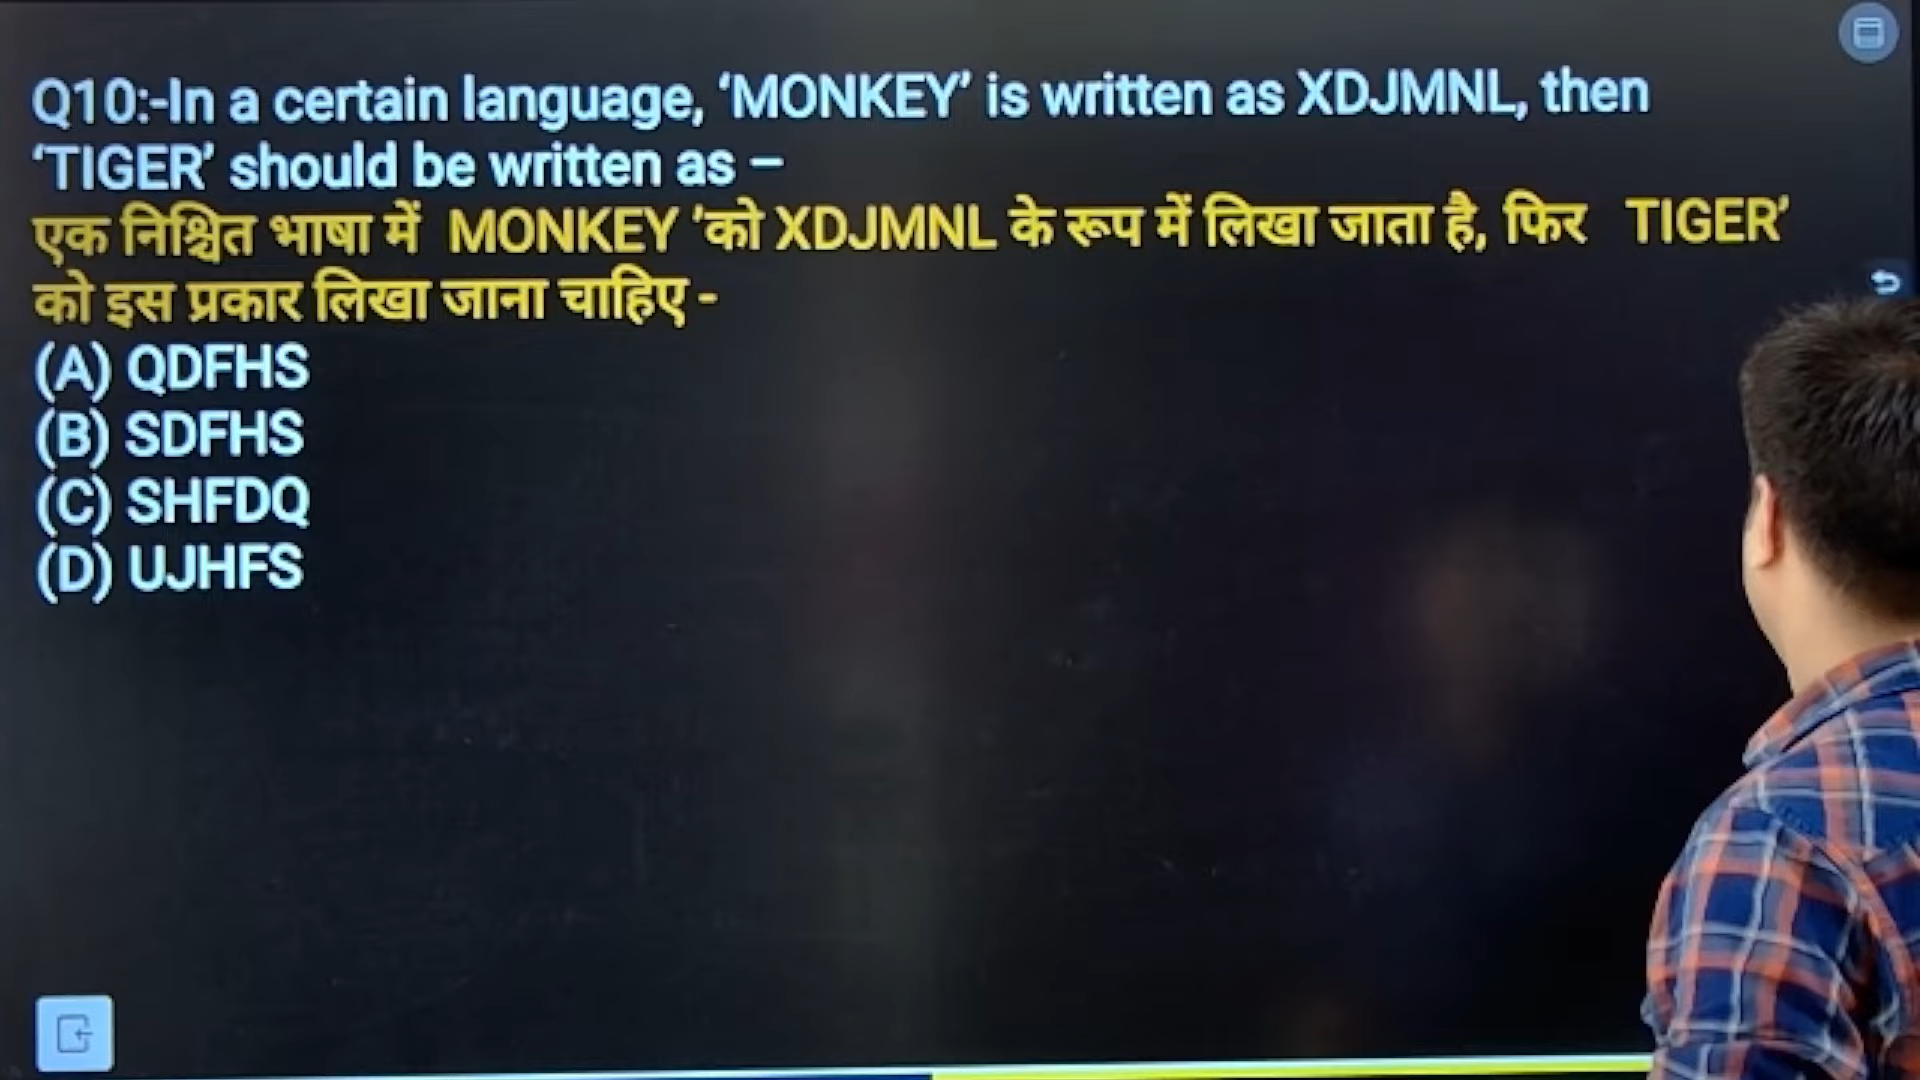 Q10:-In a certain language, ‘MONKEY’ is written as XDJMNL, then
‘TIGER’ should be written as –
एक निश्चित भाषा में MONKEY ’को XDJMNL के रूप में लिखा जाता है, फिर TIGER’
को इस प्रकार लिखा जाना चाहिए -
(A) QDFHS
(B) SDFHS
(C) SHFDQ
(D) UJHFS